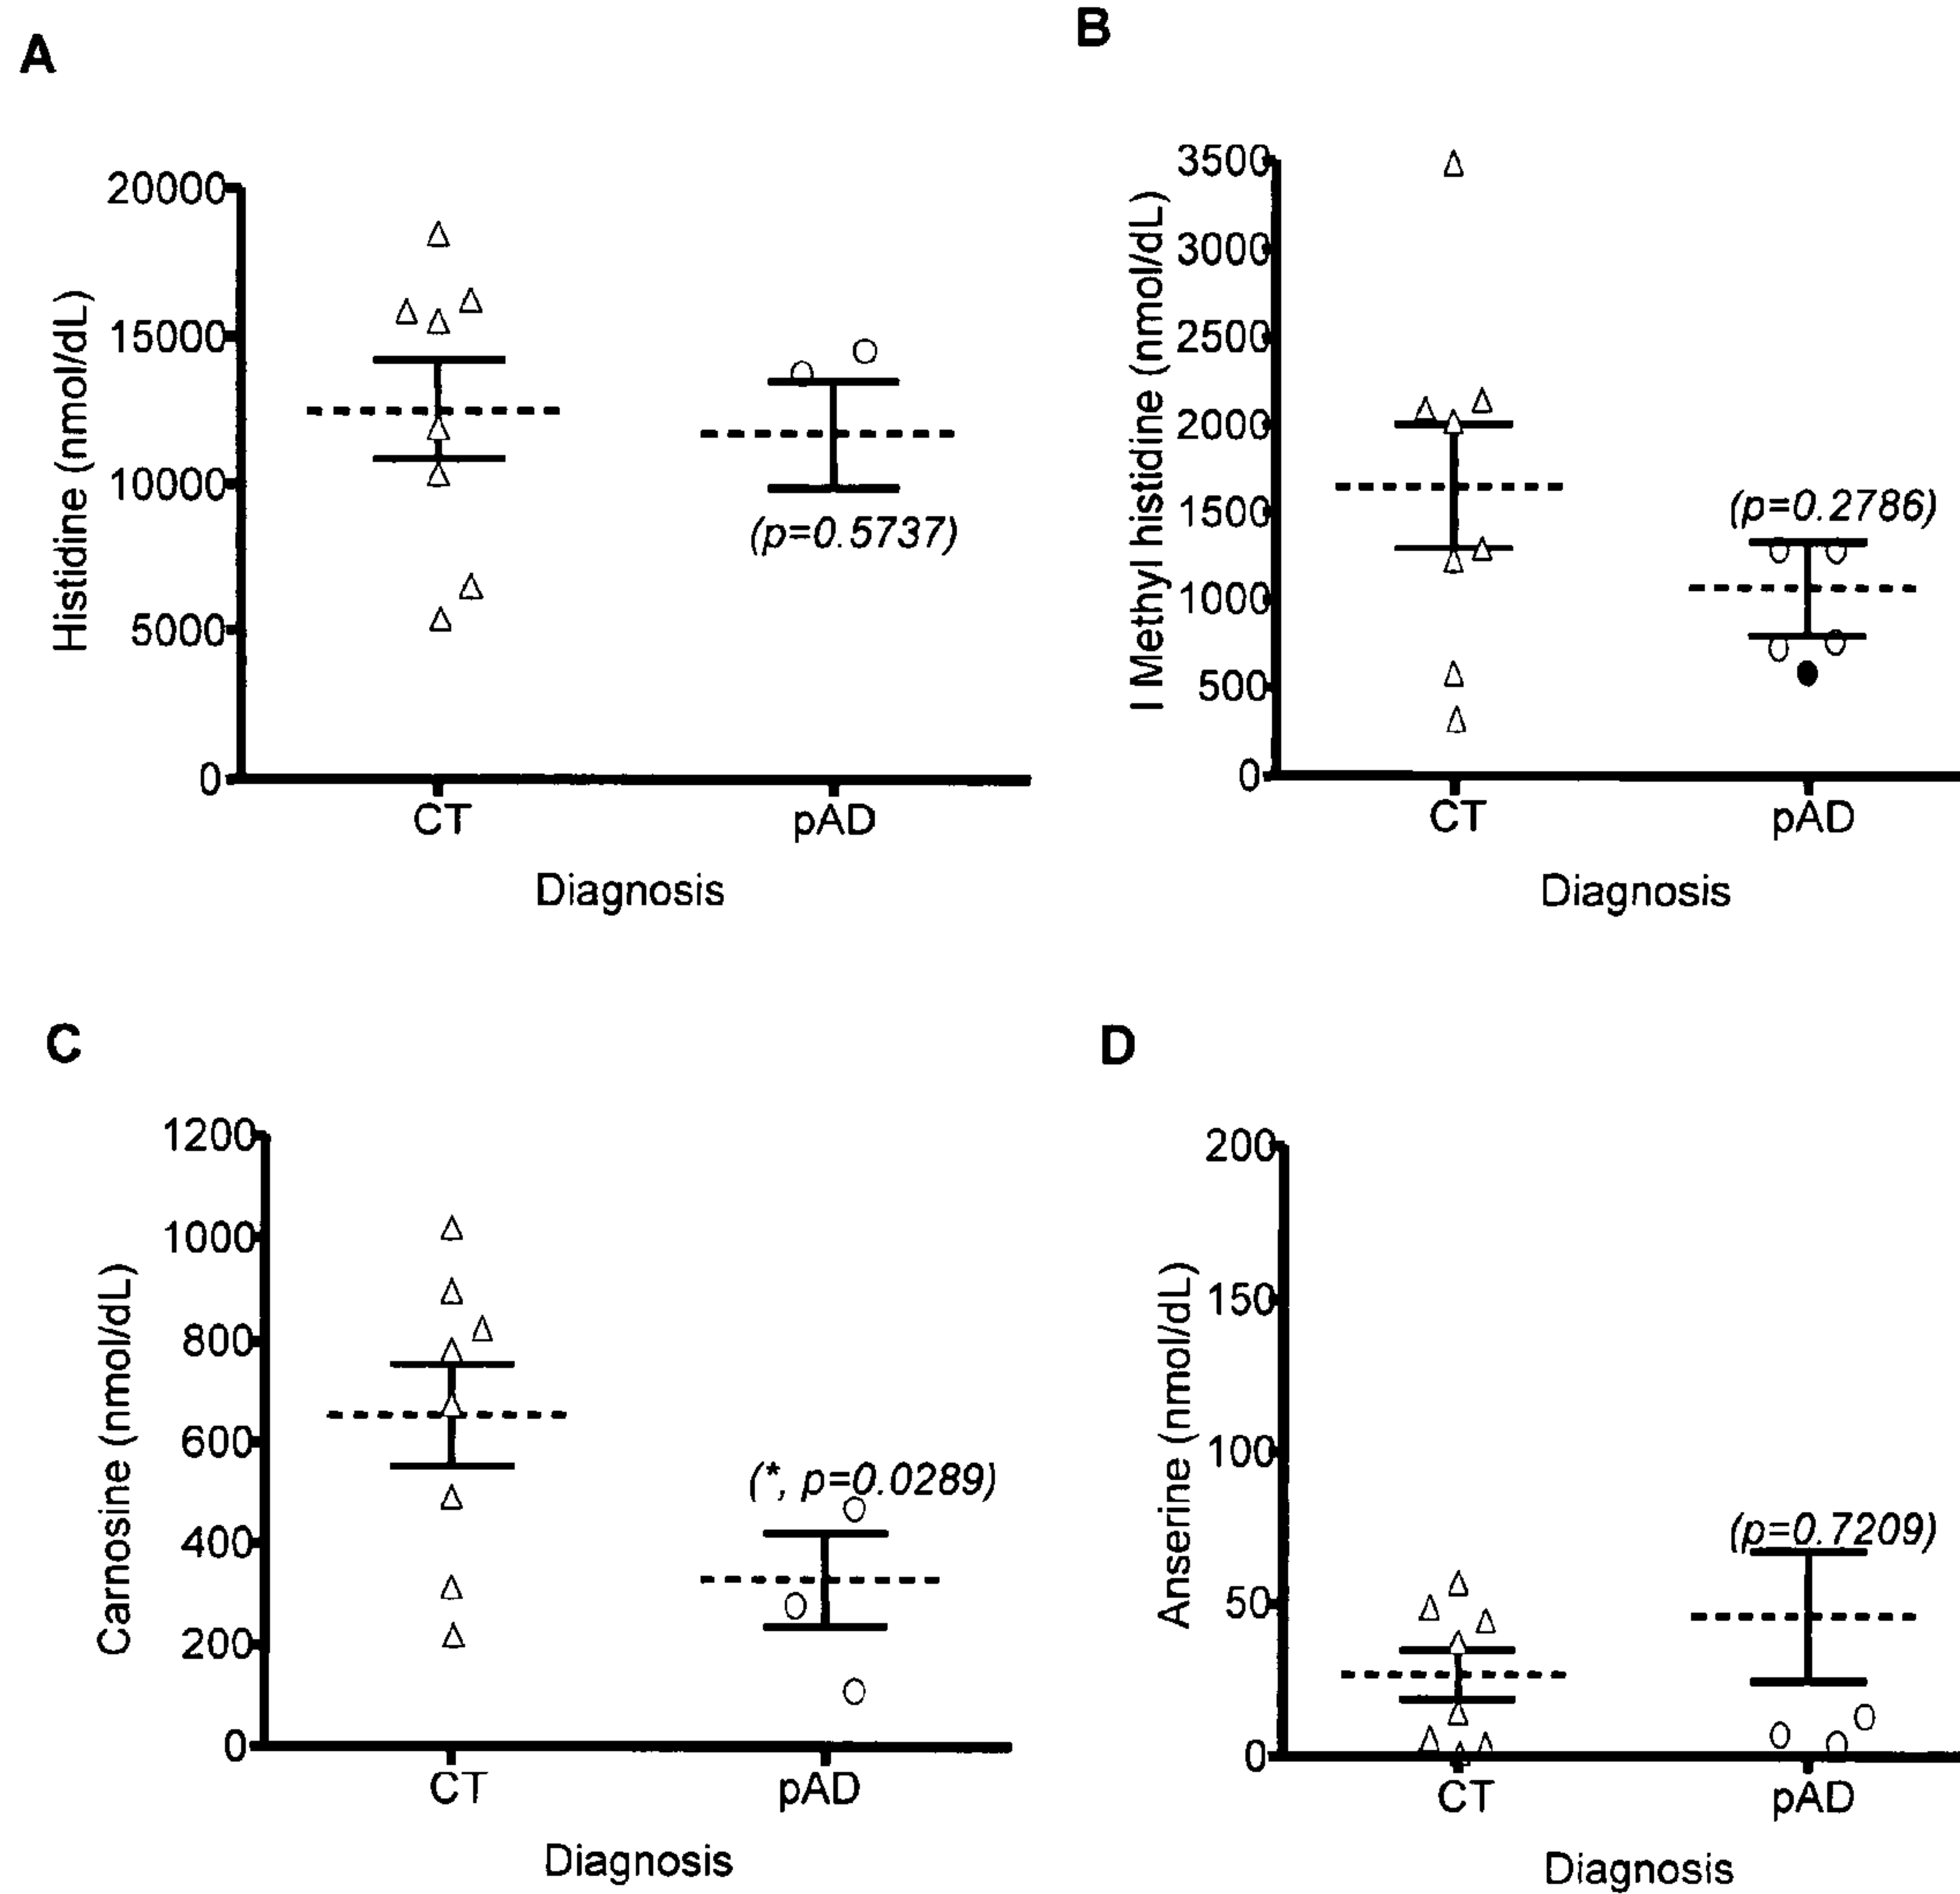 A
Histidine (nmol/dL)
20000
15000
10000
5000
0
(p=0.5737)
CT
pAD
Diagnosis
B
I Methyl histidine (nmol/dL)
3500
3000
2500
2000
1500
1000
500
0
(p=0.2786)
CT
pAD
Diagnosis
C
Carnosine (nmol/dL)
1200
1000
800
600
400
200
0
(*, p=0.0289)
CT
pAD
Diagnosis
D
Anserine (nmol/dL)
200
150
100
50
0
(p=0.7209)
CT
pAD
Diagnosis